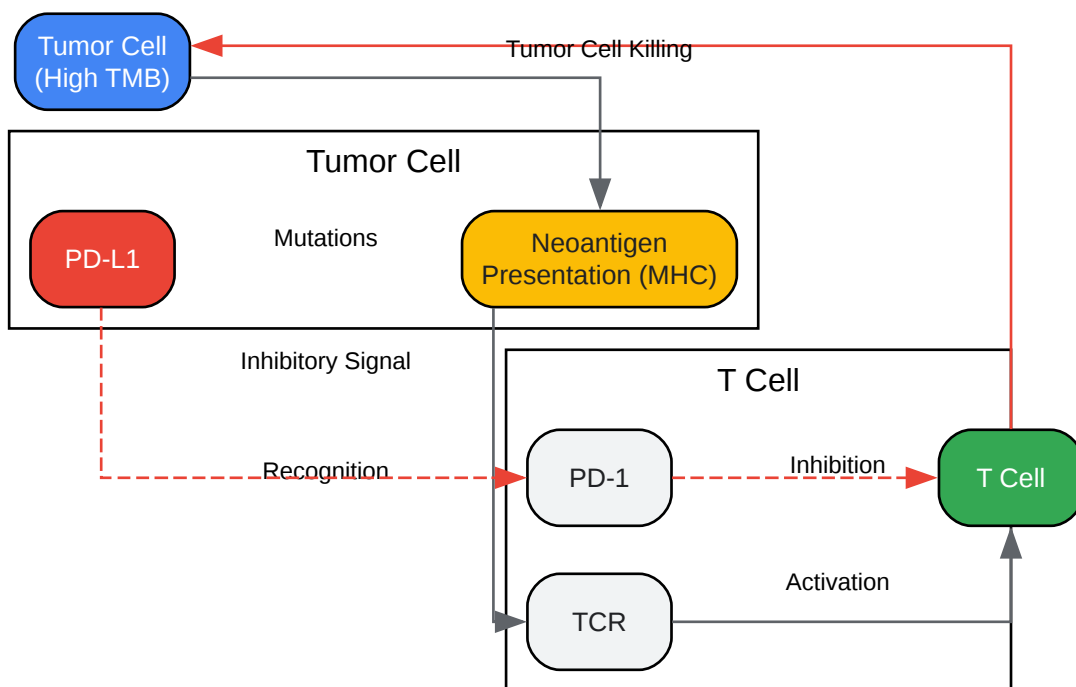 Tumor Cell
(High TMB)
Tumor Cell Killing
Tumor Cell
PD-L1
Mutations
Neoantigen
Presentation (MHC)
Inhibitory Signal
T Cell
Recognition
PD-1
Inhibition
T Cell
Activation
TCR